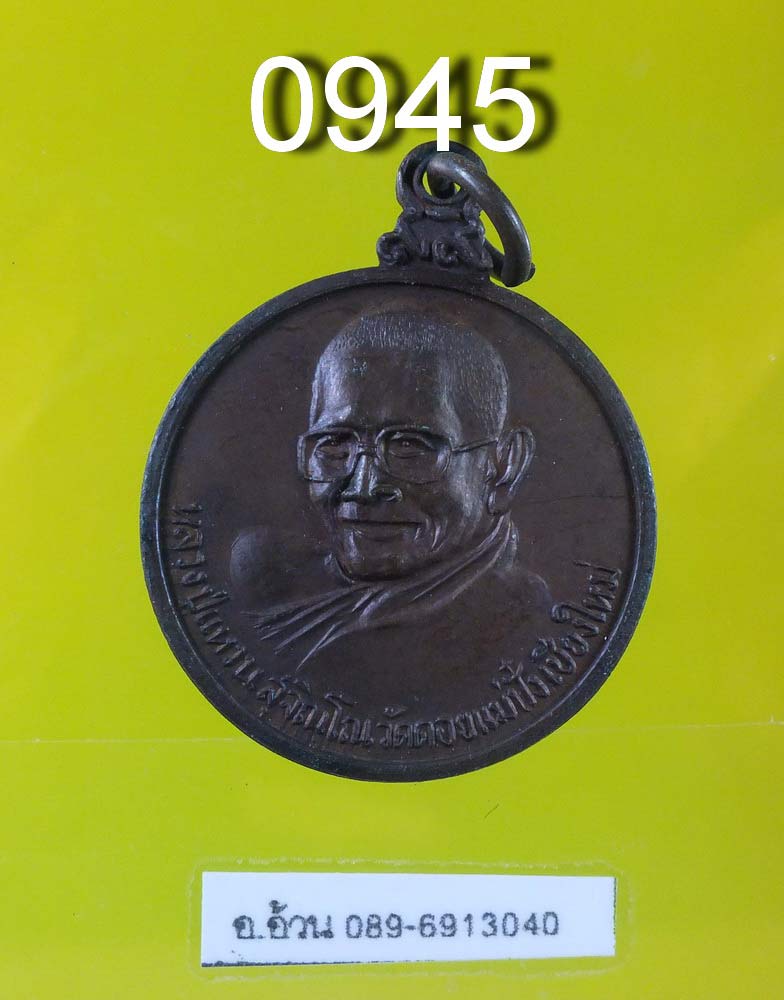 0945
หลวงปู่แหวน สุจิณฺโณ วัดดอยแม่ปั๋ง เชียงใหม่
อ.อ้วน 089-6913040